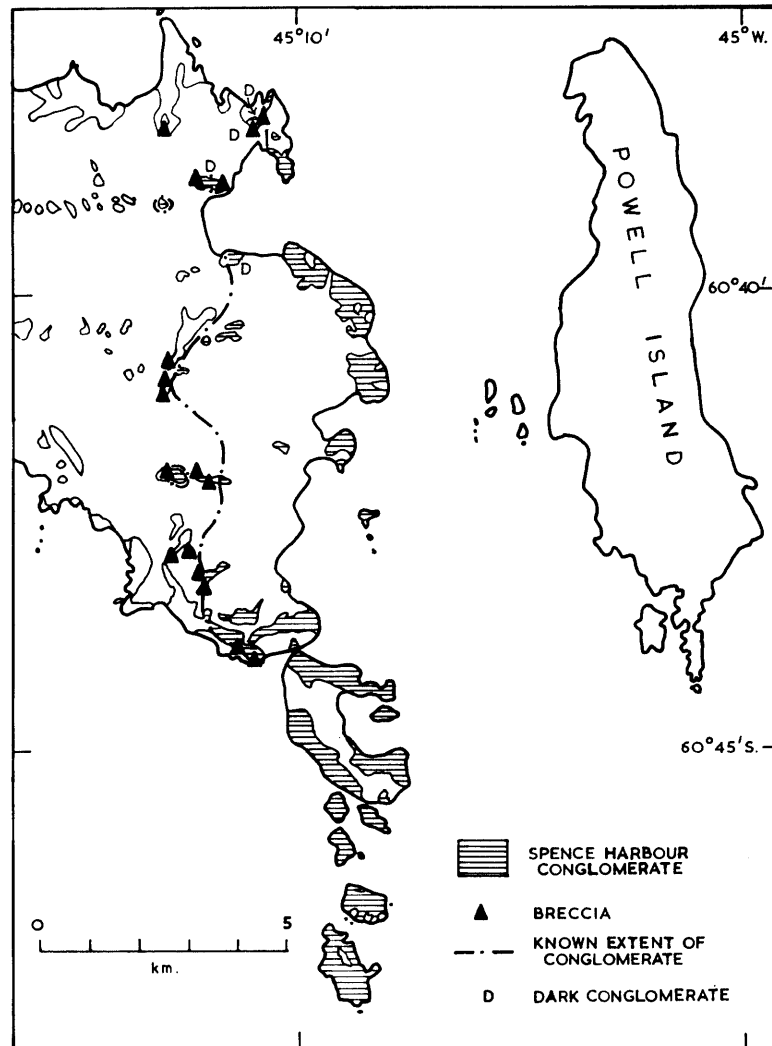 45°10'
45°W.
D
D
D
D
D
POWELL ISLAND
60°40'
60°45'S.
SPENCE HARBOUR
CONGLOMERATE
BRECCIA
KNOWN EXTENT OF
CONGLOMERATE
D DARK CONGLOMERATE
0 5
km.